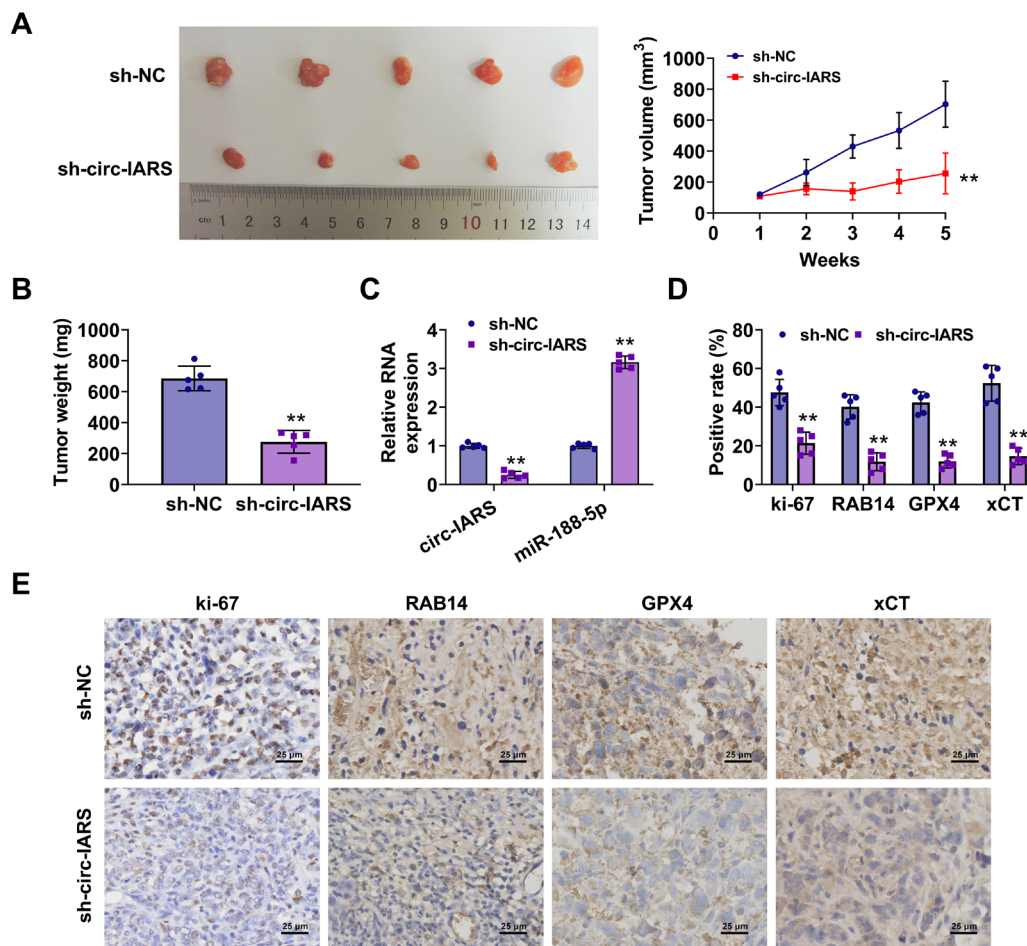 A
sh-NC
sh-circ-IARS
cm 1 2 3 4 5 6 7 8 9 10 11 12 13 14
Tumor volume (mm³)
1000
800
600
400
200
0
sh-NC
sh-circ-IARS
**
0 1 2 3 4 5
Weeks
B
Tumor weight (mg)
1000
800
600
400
200
0
**
sh-NC sh-circ-IARS
C
Relative RNA
expression
4
3
2
1
0
sh-NC
sh-circ-IARS
**
**
circ-IARS miR-188-5p
D
Positive rate (%)
80
60
40
20
0
sh-NC sh-circ-IARS
** ** ** **
ki-67 RAB14 GPX4 xCT
E
ki-67 RAB14 GPX4 xCT
sh-NC
25 μm 25 μm 25 μm 25 μm
sh-circ-IARS
25 μm 25 μm 25 μm 25 μm